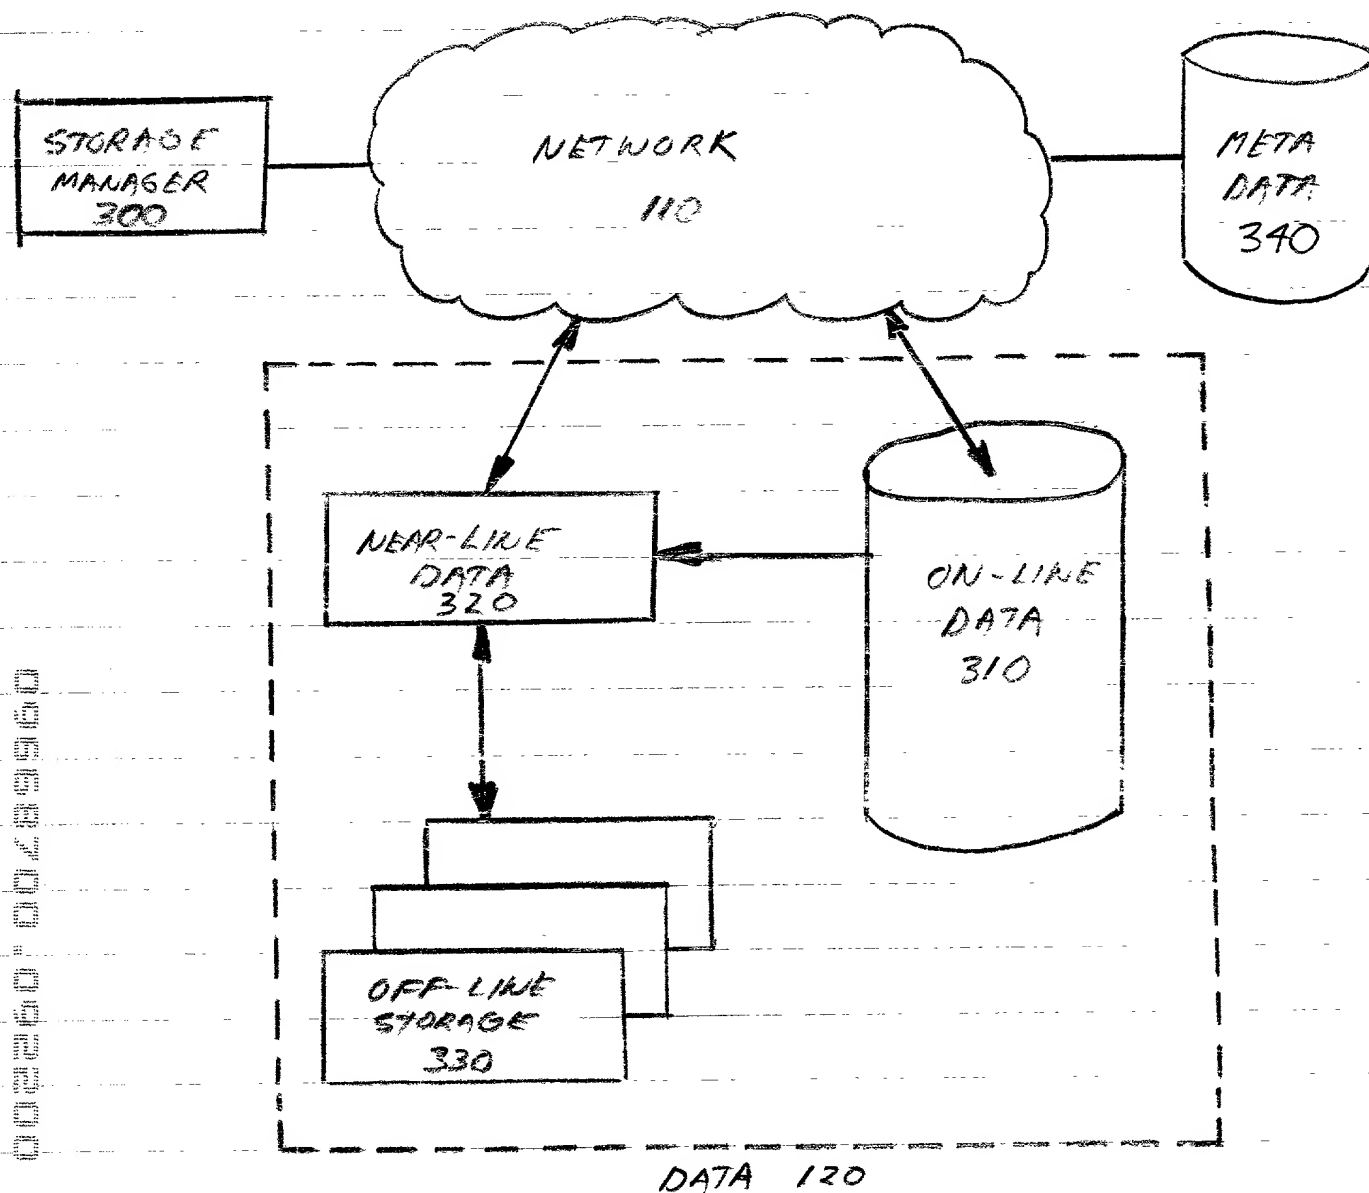 STORAGE
MANAGER
300
NETWORK
110
META
DATA
340
NEAR-LINE
DATA
320
ON-LINE
DATA
310
OFF-LINE
STORAGE
330
DATA 120